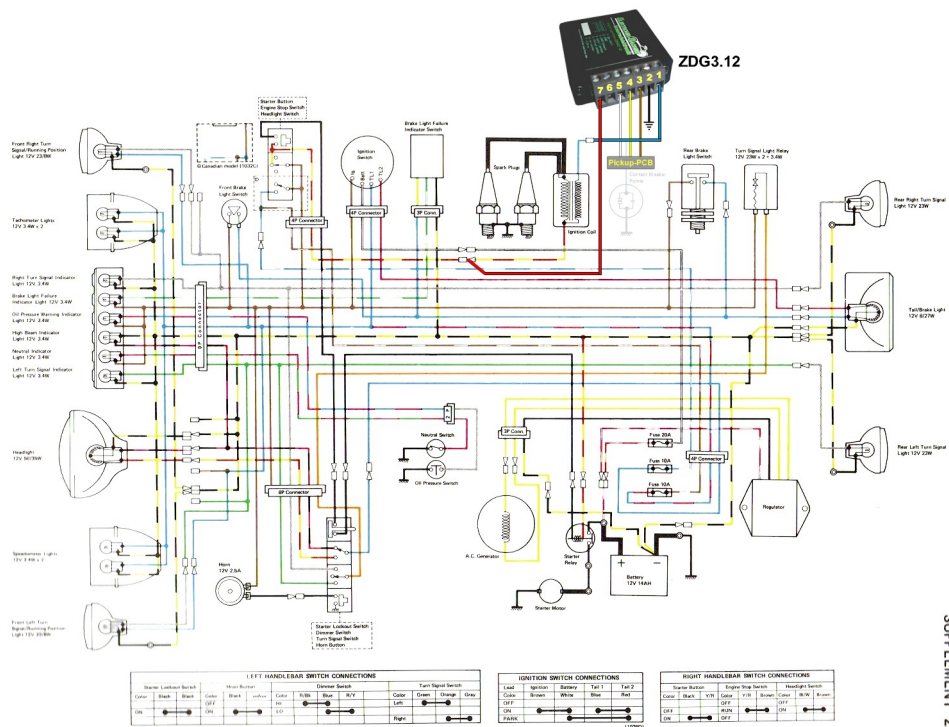 ZDG3.12
7 6 5 4 3 2 1
Pickup-PCB
Starter Button
Engine Stop Switch
Headlight Switch
Brake Light Failure
Indicator Switch
Ignition
Switch
Front Right Turn
Signal/Running Position
Light 12V 23/8W
Front Brake
Light Switch
Spark Plugs
Ignition Coil
Contact Breaker
Points
Rear Brake
Light Switch
Turn Signal Light Relay
12V 23W x 2 + 3.4W
Rear Right Turn Signal
Light 12V 23W
4P Connector
4P Connector
3P Conn.
Tachometer Lights
12V 3.4W x 2
Right Turn Signal Indicator
Light 12V 3.4W
Brake Light Failure
Indicator Light 12V 3.4W
Oil Pressure Warning Indicator
Light 12V 3.4W
High Beam Indicator
Light 12V 3.4W
Neutral Indicator
Light 12V 3.4W
Left Turn Signal Indicator
Light 12V 3.4W
9P Connector
Tail/Brake Light
12V 8/27W
Headlight
12V 50/35W
Neutral Switch
Oil Pressure Switch
3P Conn.
Fuse 20A
Fuse 10A
Fuse 10A
4P Connector
Rear Left Turn Signal
Light 12V 23W
Regulator
A.C. Generator
Starter
Relay
Battery
12V 14AH
Starter Motor
Speedometer Lights
12V 3.4W x 2
Horn
12V 2.5A
Front Left Turn
Signal/Running Position
Light 12V 23/8W
Starter Lockout Switch
Dimmer Switch
Turn Signal Switch
Horn Button
LEFT HANDLEBAR SWITCH CONNECTIONS
Starter Lockout Switch
Horn Button
Dimmer Switch
Turn Signal Switch
Color Black Black
Color Black
Color R/Bk Blue R/Y
Color Green Orange Gray
OFF
ON
OFF
ON
HI
LO
Left
Right
IGNITION SWITCH CONNECTIONS
Lead Ignition Battery Tail 1 Tail 2
Color Brown White Blue Red
OFF
ON
PARK
RIGHT HANDLEBAR SWITCH CONNECTIONS
Starter Button
Engine Stop Switch
Headlight Switch
Color Black Y/R
Color Y/R Brown
Color Bl/W Brown
OFF
ON
OFF
RUN
OFF
OFF
ON